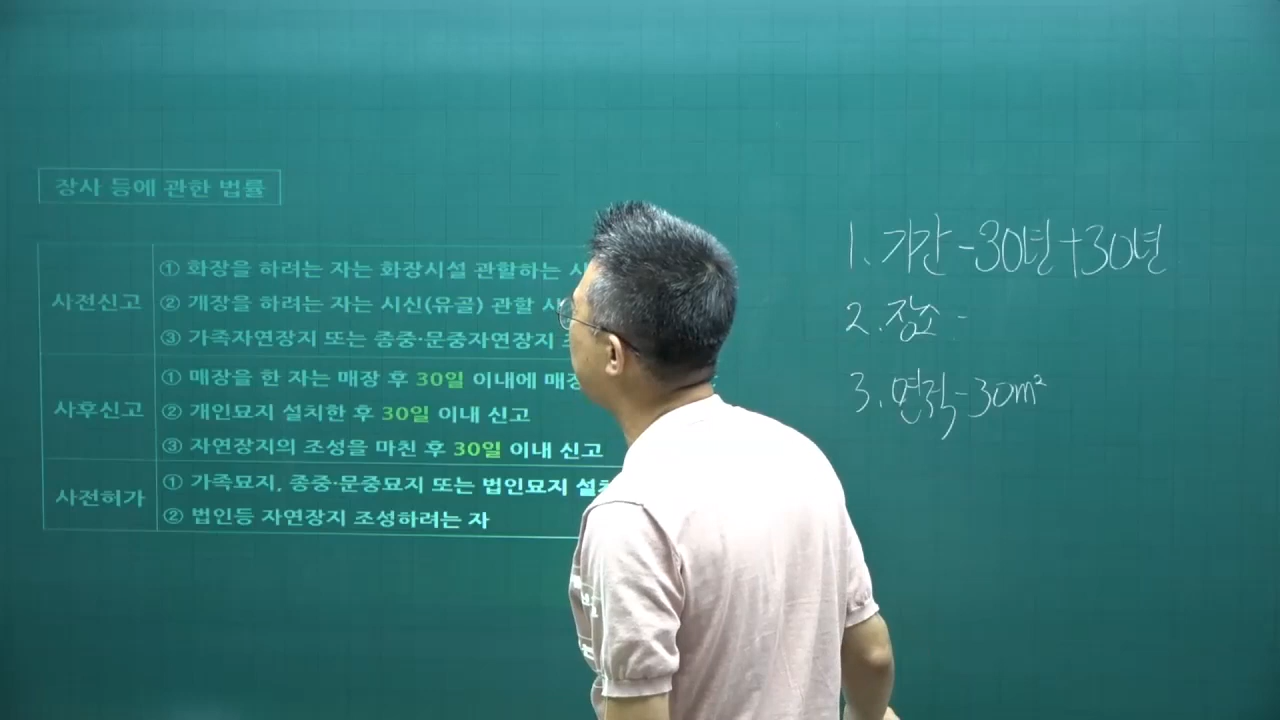 장사 등에 관한 법률
사전신고
① 화장을 하려는 자는 화장시설 관할하는
② 개장을 하려는 자는 시신(유골) 관할
③ 가족자연장지 또는 종중·문중자연장지
사후신고
① 매장을 한 자는 매장 후 30일 이내에
② 개인묘지 설치한 후 30일 이내 신고
③ 자연장지의 조성을 마친 후 30일 이내 신고
사전허가
① 가족묘지, 종중·문중묘지 또는 법인묘지
② 법인등 자연장지 조성하려는 자
1. 기간 - 30년 + 30년
2. 장소 -
3. 면적 - 30m²